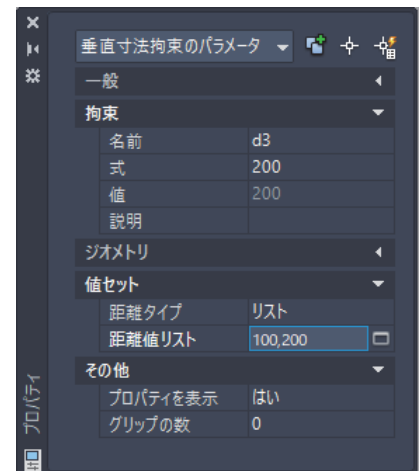 垂直寸法拘束のパラメータ
一般
拘束
名前 d3
式 200
値 200
説明
ジオメトリ
値セット
距離タイプ リスト
距離値リスト 100,200
その他
プロパティを表示 はい
グリップの数 0
プロパティ